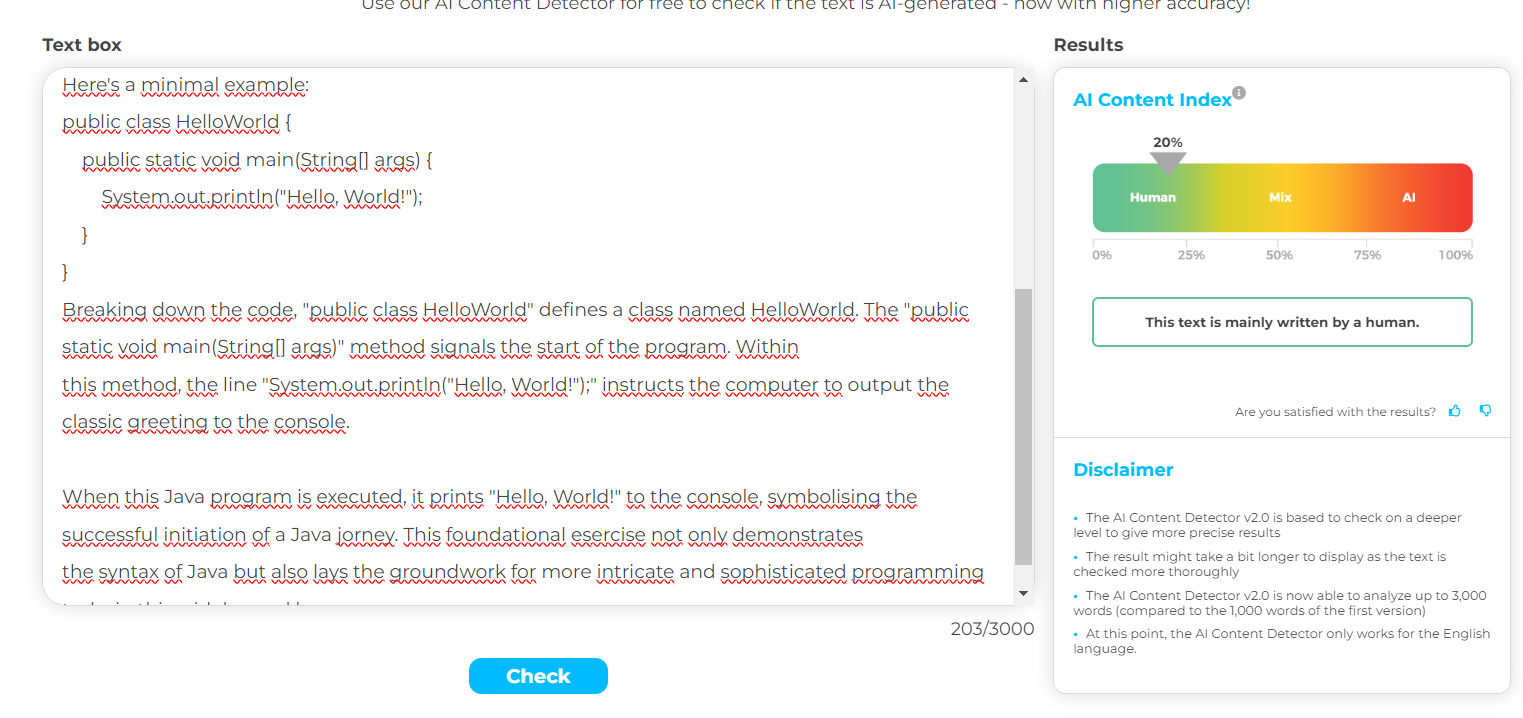 Use our AI Content Detector for free to check if the text is AI-generated - now with higher accuracy!
Text box
Here's a minimal example:
public class HelloWorld {
public static void main(String[] args) {
System.out.println("Hello, World!");
}
}
Breaking down the code, "public class HelloWorld" defines a class named HelloWorld. The "public
static void main(String[] args)" method signals the start of the program. Within
this method, the line "System.out.println("Hello, World!");" instructs the computer to output the
classic greeting to the console.
When this Java program is executed, it prints "Hello, World!" to the console, symbolising the
successful initiation of a Java jorney. This foundational esercise not only demonstrates
the syntax of Java but also lays the groundwork for more intricate and sophisticated programming
203/3000
Check
Results
AI Content Index
20%
Human Mix AI
0% 25% 50% 75% 100%
This text is mainly written by a human.
Are you satisfied with the results?
Disclaimer
• The AI Content Detector v2.0 is based to check on a deeper
level to give more precise results
• The result might take a bit longer to display as the text is
checked more thoroughly
• The AI Content Detector v2.0 is now able to analyze up to 3,000
words (compared to the 1,000 words of the first version)
• At this point, the AI Content Detector only works for the English
language.